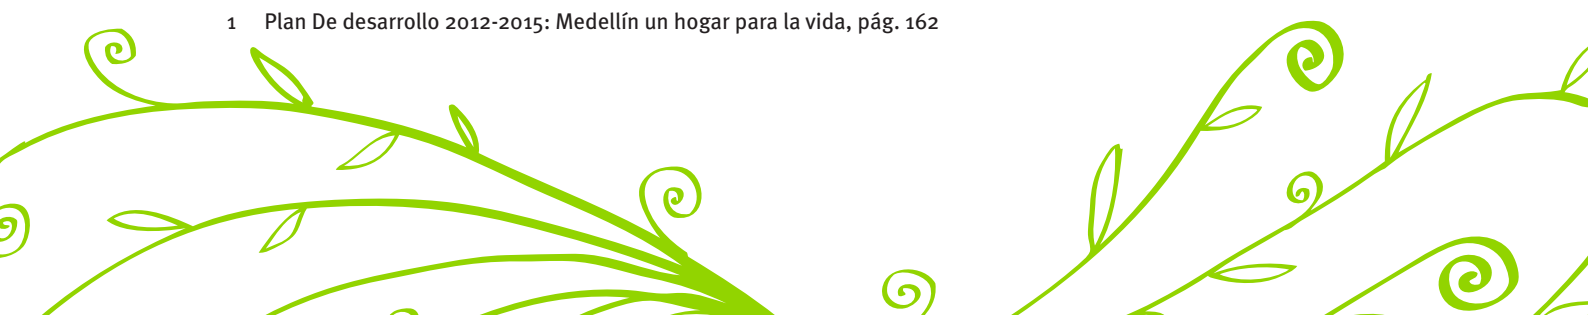 1 Plan De desarrollo 2012-2015: Medellín un hogar para la vida, pág. 162